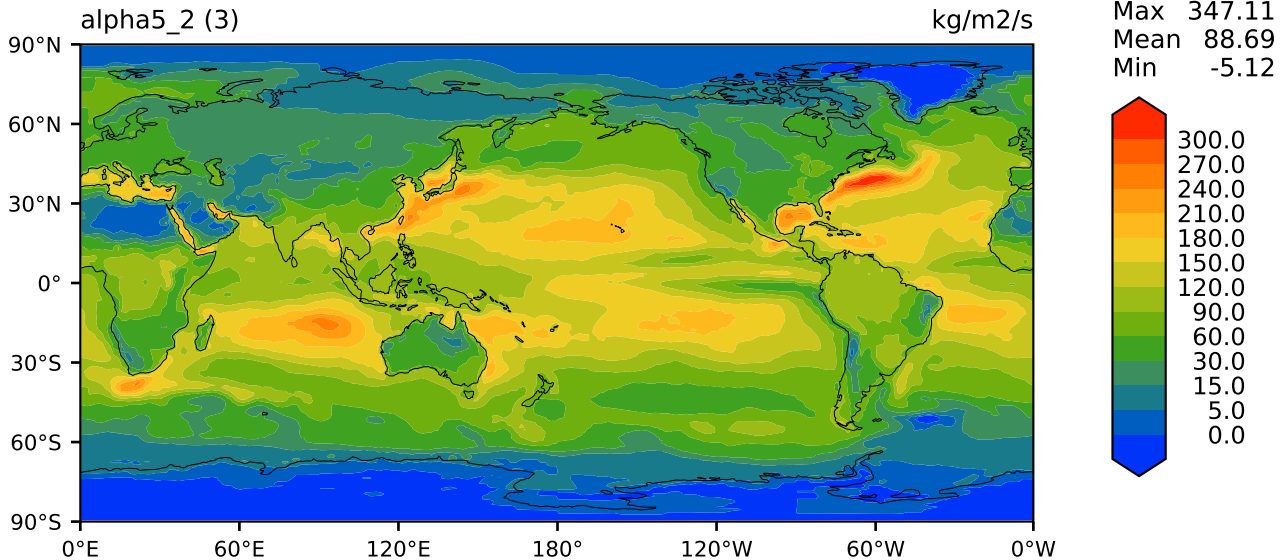 alpha5_2 (3)
kg/m2/s
Max 347.11
Mean 88.69
Min -5.12
90°N
60°N
30°N
0°
30°S
60°S
90°S
0°E
60°E
120°E
180°
120°W
60°W
0°W
300.0
270.0
240.0
210.0
180.0
150.0
120.0
90.0
60.0
30.0
15.0
5.0
0.0